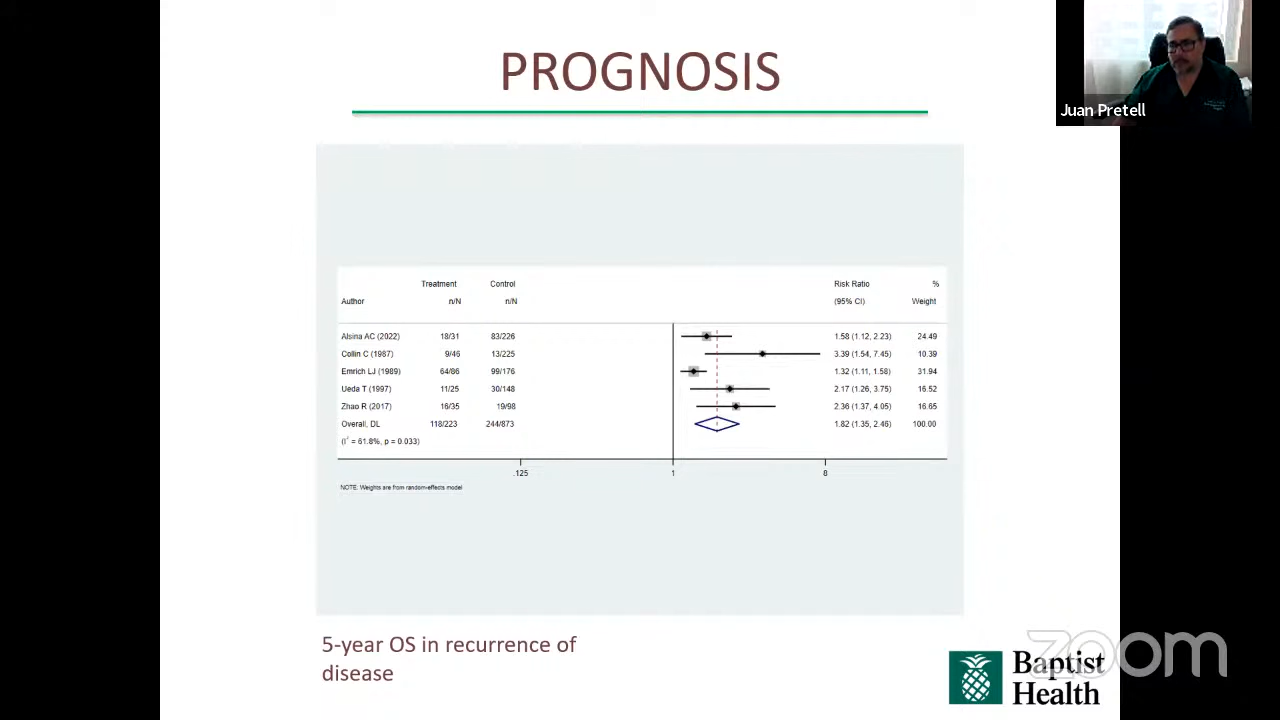 PROGNOSIS
Juan Pretell
Treatment Control Risk Ratio %
Author n/N n/N (95% CI) Weight
Alsina AC (2022) 18/31 83/226 1.58 (1.12, 2.23) 24.49
Collin C (1987) 9/46 13/225 3.39 (1.54, 7.45) 10.39
Emrich LJ (1989) 64/86 99/176 1.32 (1.11, 1.58) 31.94
Ueda T (1997) 11/25 30/148 2.17 (1.26, 3.75) 16.52
Zhao R (2017) 16/35 19/98 2.36 (1.37, 4.05) 16.65
Overall, DL 118/223 244/873 1.82 (1.35, 2.46) 100.00
(I² = 61.8%, p = 0.033)
.125 1 8
NOTE: Weights are from random-effects model
5-year OS in recurrence of
disease
zoom
Baptist
Health